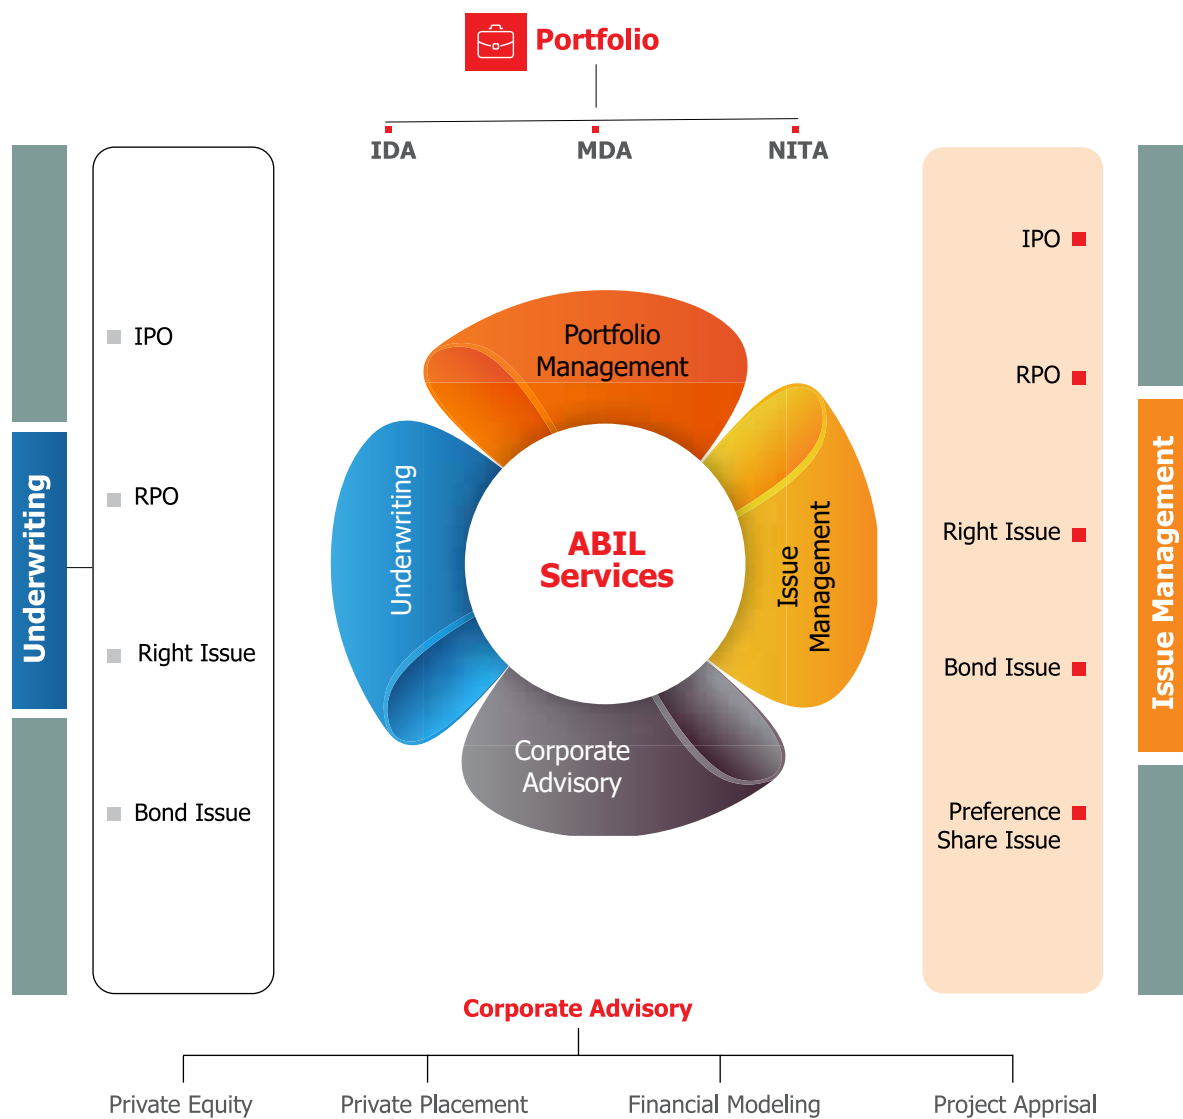 Portfolio
IDA
MDA
NITA
Underwriting
IPO
RPO
Right Issue
Bond Issue
Portfolio
Management
Underwriting
ABIL
Services
Issue
Management
Corporate
Advisory
IPO
RPO
Right Issue
Bond Issue
Preference
Share Issue
Issue Management
Corporate Advisory
Private Equity
Private Placement
Financial Modeling
Project Apprisal